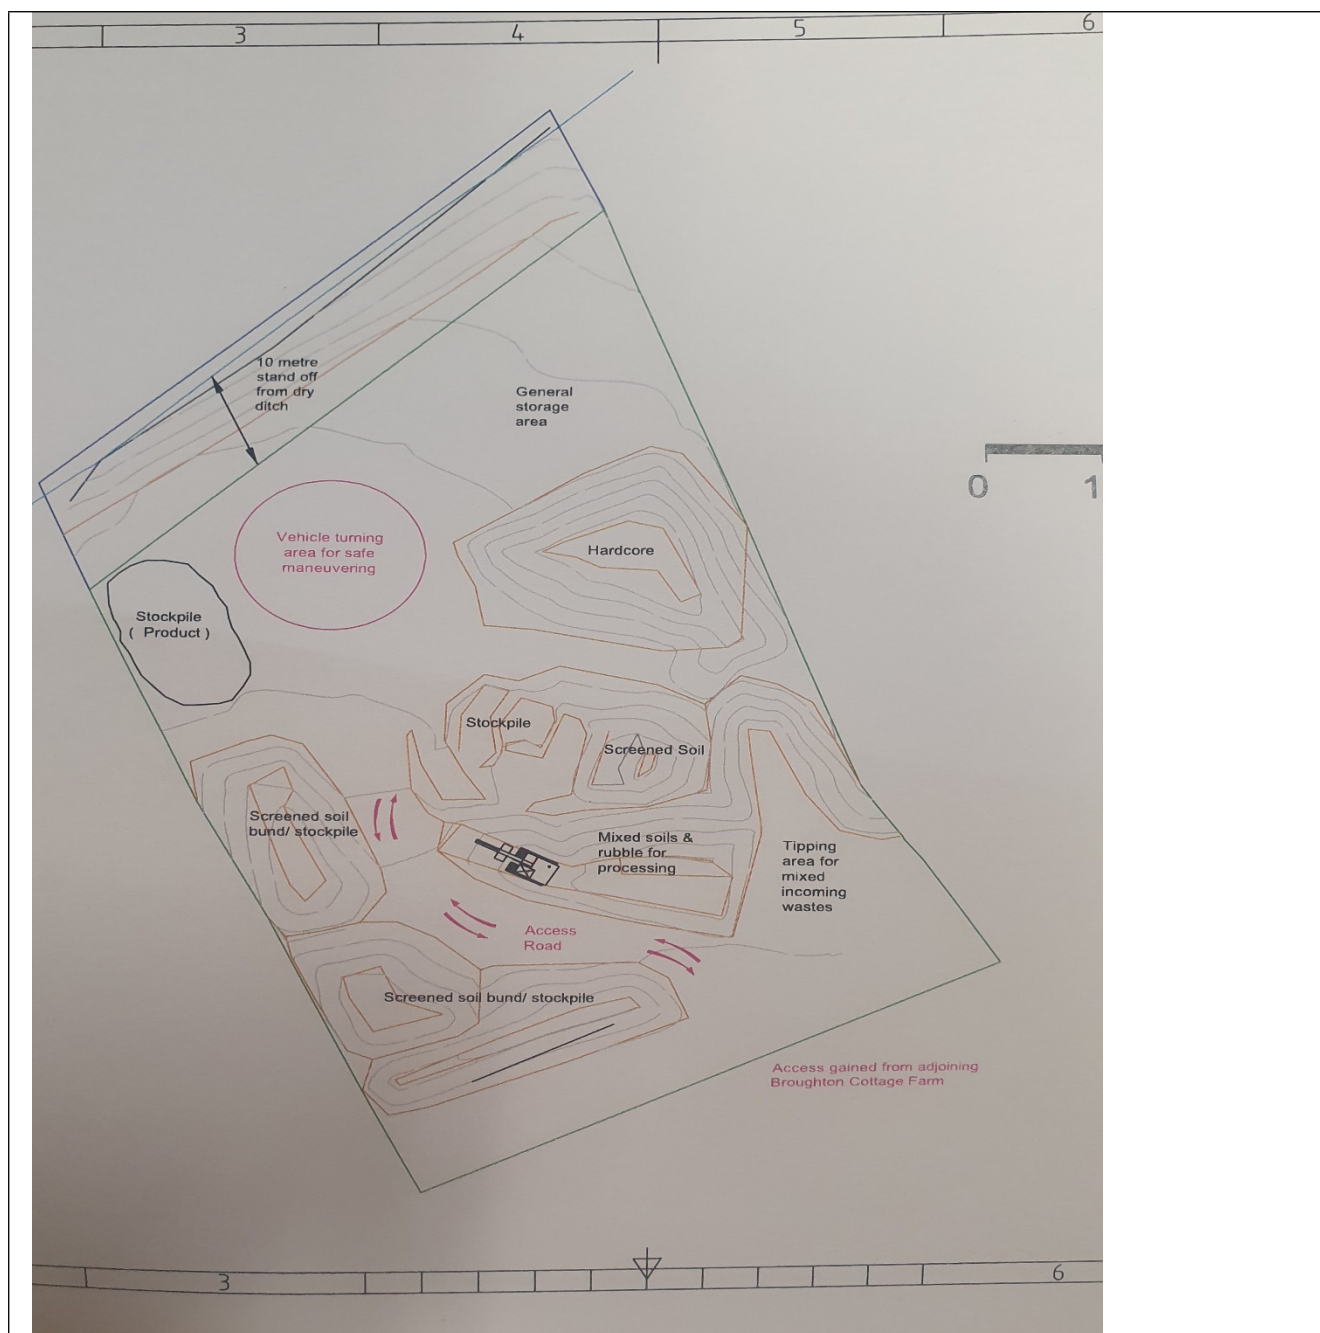 3
4
5
6
10 metre
stand off
from dry
ditch
General
storage
area
0
1
Vehicle turning
area for safe
maneuvering
Hardcore
Stockpile
( Product )
Stockpile
Screened Soil
Screened soil
bund/ stockpile
Mixed soils &
rubble for
processing
Tipping
area for
mixed
incoming
wastes
Access
Road
Screened soil bund/ stockpile
Access gained from adjoining
Broughton Cottage Farm
3
6